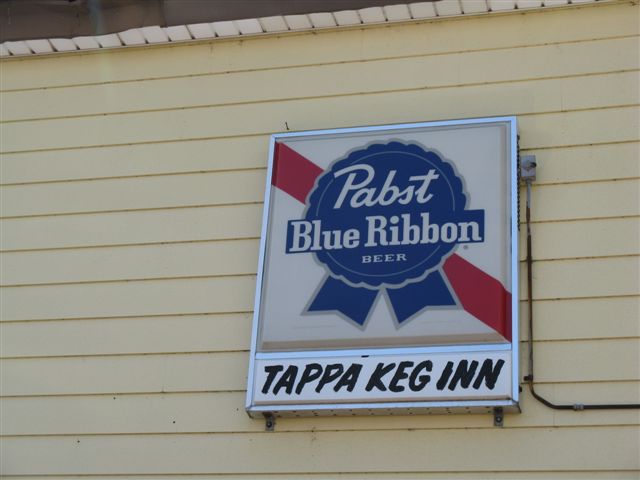 Pabst
Blue Ribbon
BEER
TAPPA KEG INN